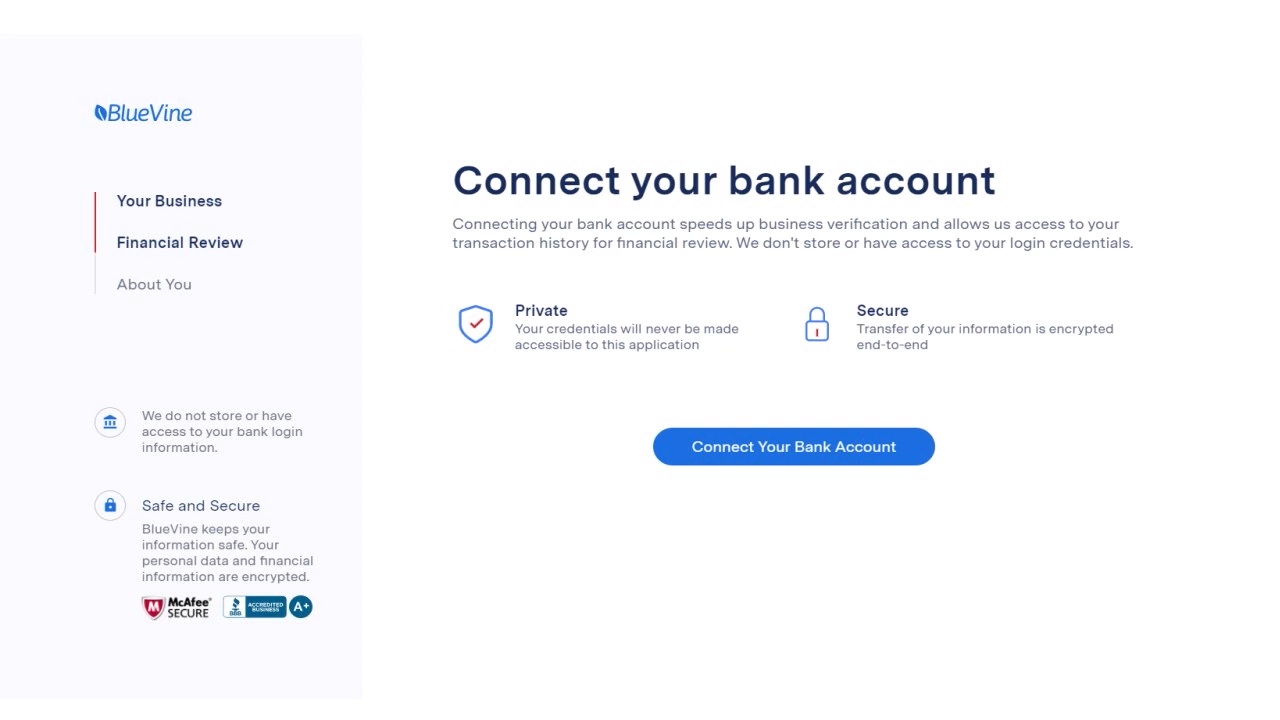 BlueVine
Your Business
Financial Review
About You
We do not store or have
access to your bank login
information.
Safe and Secure
BlueVine keeps your
information safe. Your
personal data and financial
information are encrypted.
McAfee®
SECURE
BBB
ACCREDITED
BUSINESS
A+
Connect your bank account
Connecting your bank account speeds up business verification and allows us access to your
transaction history for financial review. We don't store or have access to your login credentials.
Private
Your credentials will never be made
accessible to this application
Secure
Transfer of your information is encrypted
end-to-end
Connect Your Bank Account